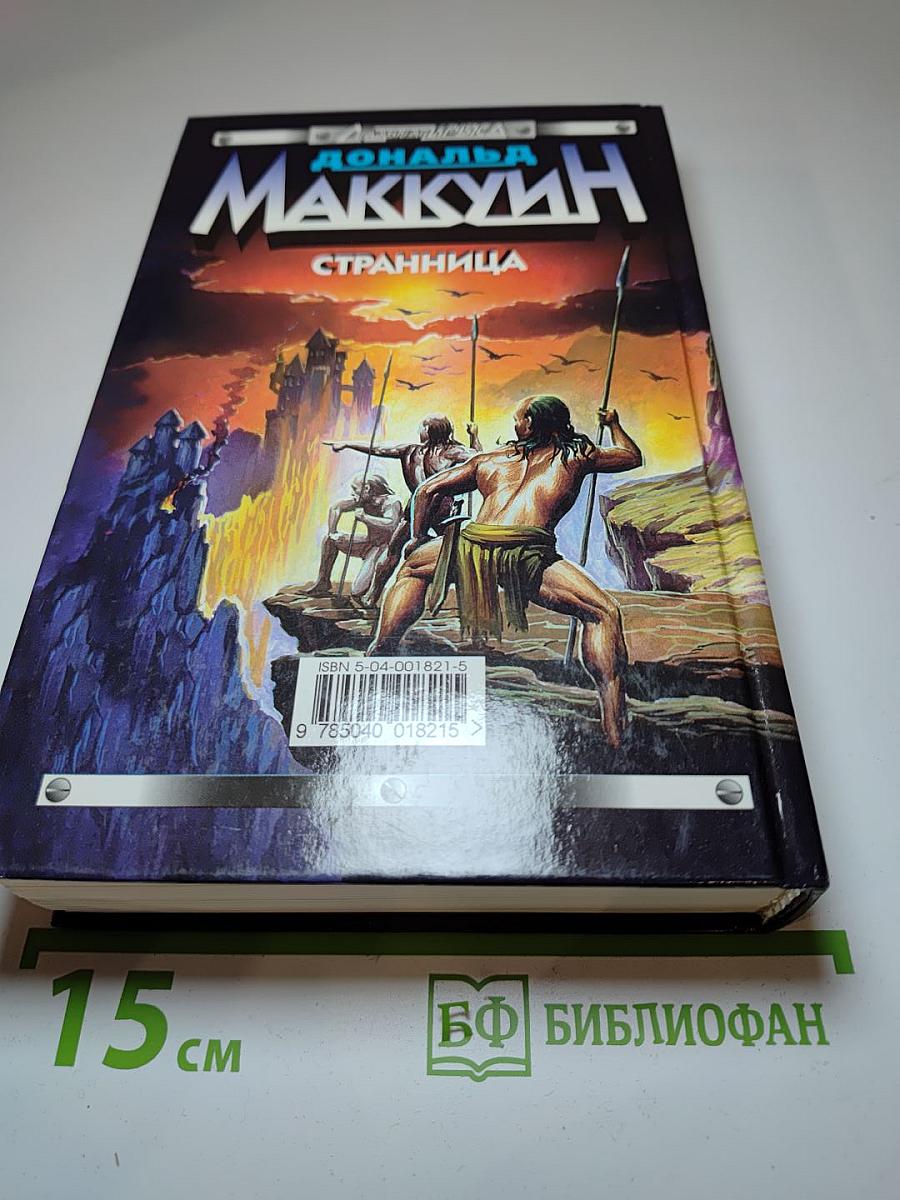 ДОНАЛЬД
МАККУИН
СТРАННИЦА
ISBN 5-04-001821-5
9 785040 018215 >
15 см
БФ БИБЛИОФАН